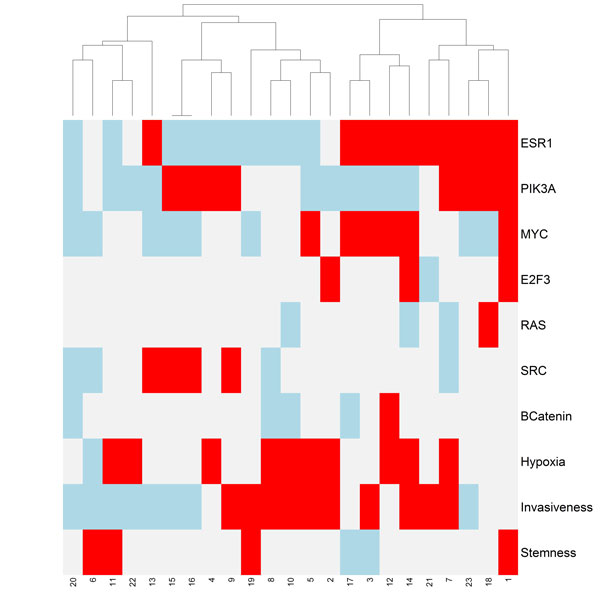 ESR1
PIK3A
MYC
E2F3
RAS
SRC
BCatenin
Hypoxia
Invasiveness
Stemness
20 6 11 22 13 15 16 4 9 19 8 10 5 2 17 3 12 14 21 7 23 18 1